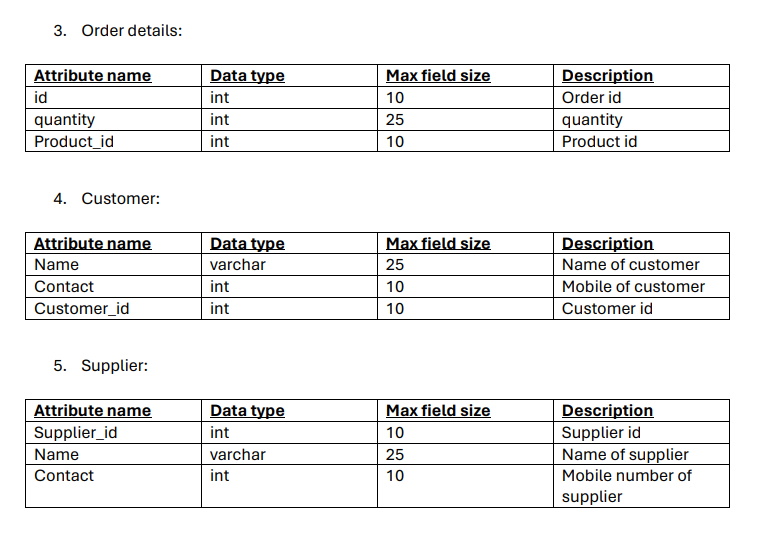 3. Order details:
Attribute name Data type Max field size Description
id int 10 Order id
quantity int 25 quantity
Product_id int 10 Product id
4. Customer:
Attribute name Data type Max field size Description
Name varchar 25 Name of customer
Contact int 10 Mobile of customer
Customer_id int 10 Customer id
5. Supplier:
Attribute name Data type Max field size Description
Supplier_id int 10 Supplier id
Name varchar 25 Name of supplier
Contact int 10 Mobile number of
supplier